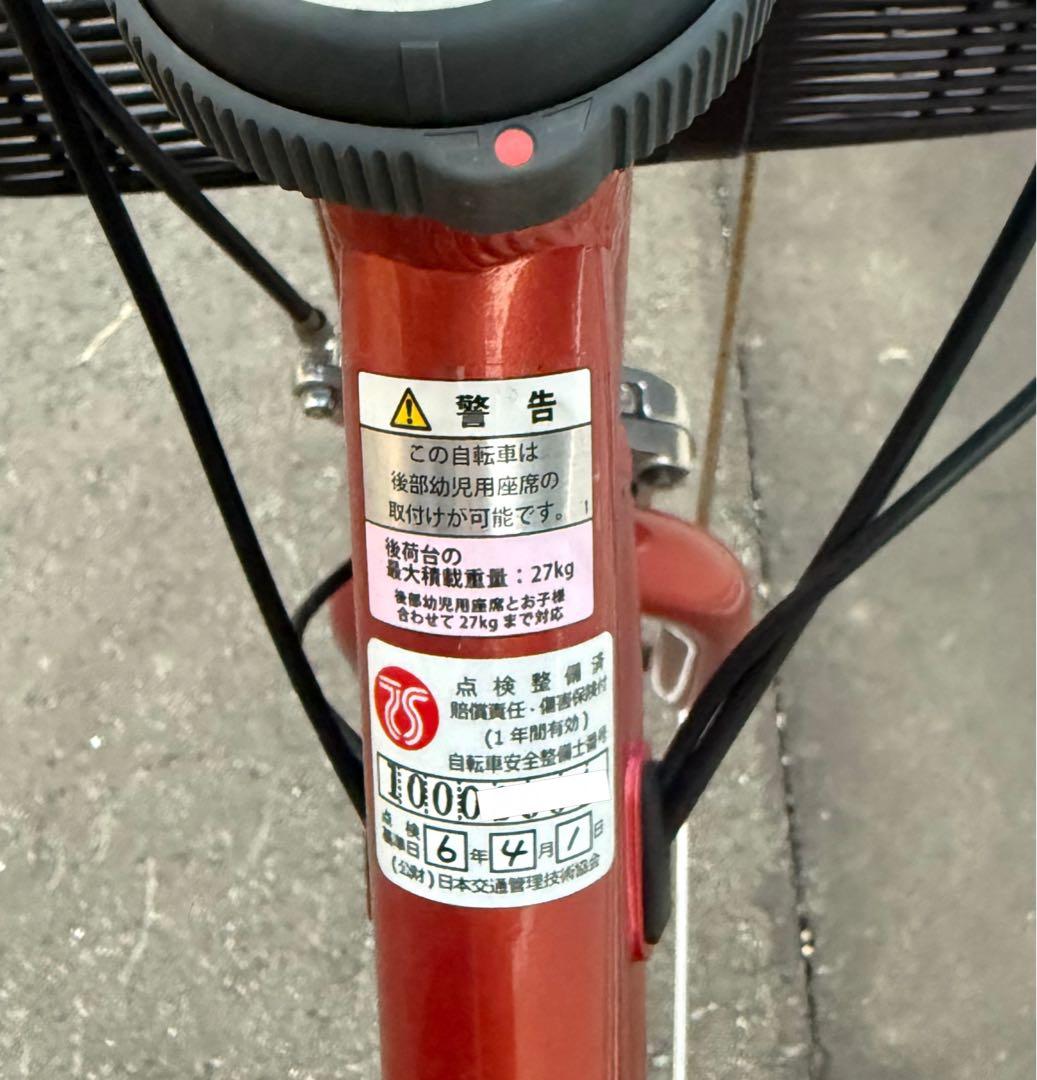 警告
この自転車は
後部幼児用座席の
取付けが可能です。
後荷台の
最大積載重量：27kg
後部幼児用座席とお子様
合わせて27kgまで対応
TS
点検整備済
賠償責任・傷害保険付
(1年間有効)
自転車安全整備士番号
1000
点検
基準日 6年4月1日
(公財)日本交通管理技術協会